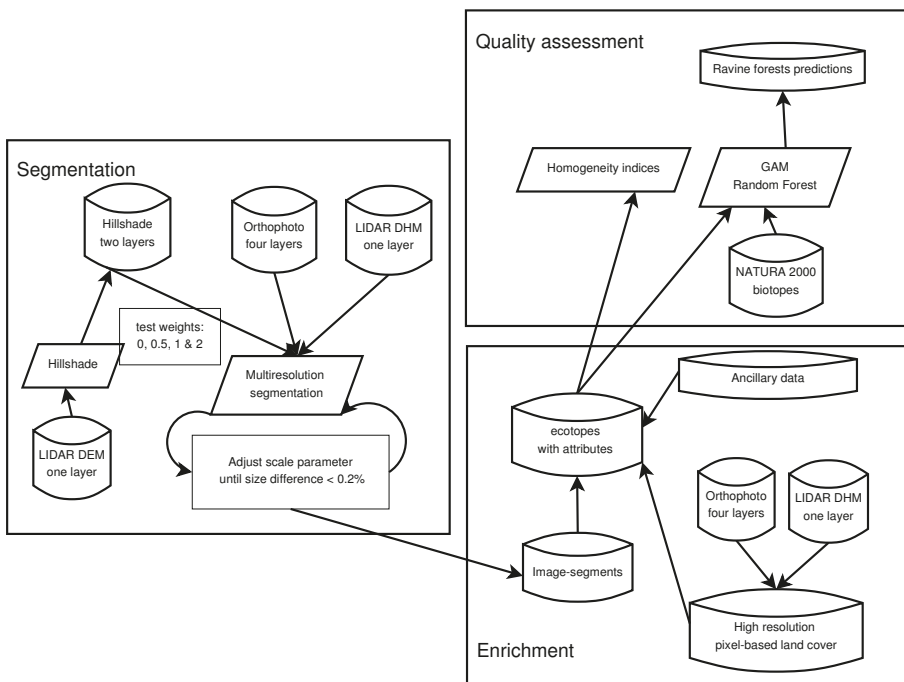 Quality assessment
Ravine forests predictions
Homogeneity indices
GAM
Random Forest
NATURA 2000
biotopes
Segmentation
Hillshade
two layers
Orthophoto
four layers
LIDAR DHM
one layer
test weights:
0, 0.5, 1 & 2
Hillshade
Multiresolution
segmentation
LIDAR DEM
one layer
Adjust scale parameter
until size difference < 0.2%
Ancillary data
ecotopes
with attributes
Orthophoto
four layers
LIDAR DHM
one layer
Image-segments
High resolution
pixel-based land cover
Enrichment